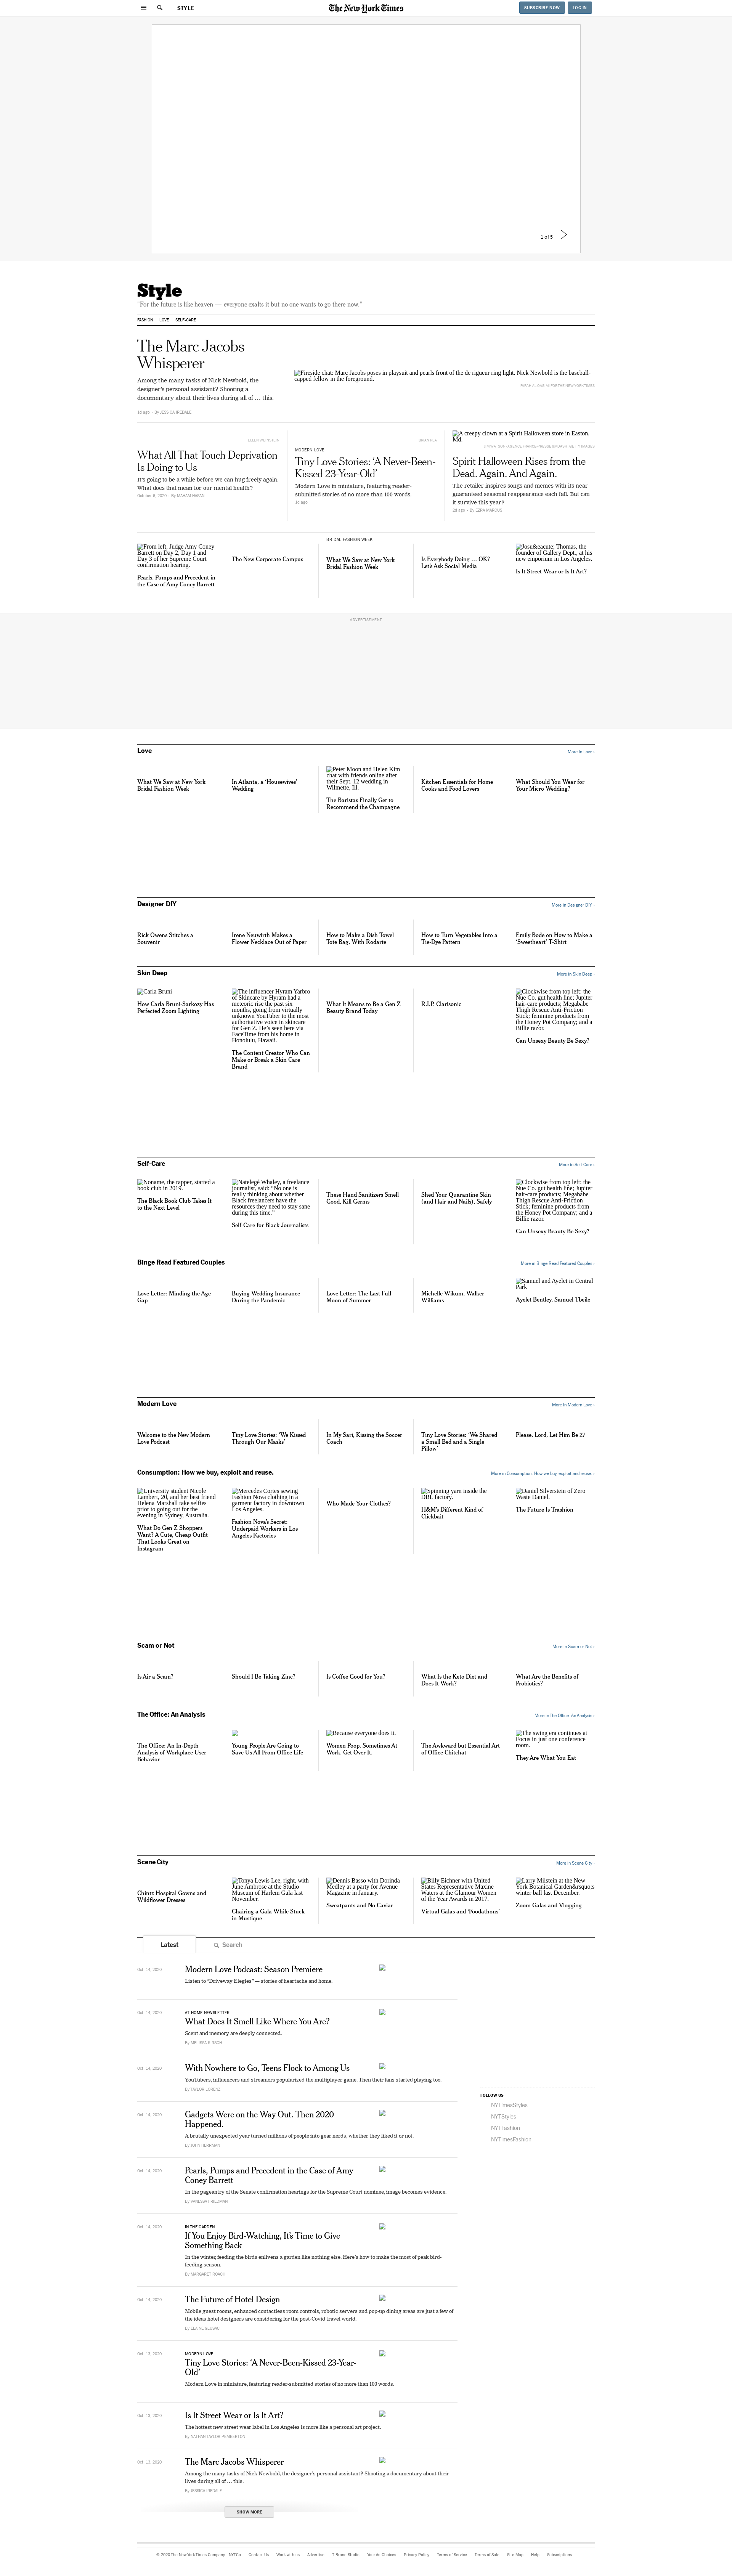 STYLE
The New York Times
SUBSCRIBE NOW
LOG IN
1 of 5
Style
"For the future is like heaven — everyone exalts it but no one wants to go there now."
FASHION
LOVE
SELF-CARE
The Marc Jacobs
Whisperer
Among the many tasks of Nick Newbold, the
designer's personal assistant? Shooting a
documentary about their lives during all of … this.
1d ago
By JESSICA IREDALE
Fireside chat: Marc Jacobs poses in playsuit and pearls front of the de rigueur ring light. Nick Newbold is the baseball-
capped fellow in the foreground.
What All That Touch Deprivation
Is Doing to Us
It's going to be a while before we can hug freely again.
What does that mean for our mental health?
October 6, 2020
By MAHAM HASAN
BRIAN REA
MODERN LOVE
Tiny Love Stories: 'A Never-Been-
Kissed 23-Year-Old'
Modern Love in miniature, featuring reader-
submitted stories of no more than 100 words.
1d ago
A creepy clown at a Spirit Halloween store in Easton,
Md.
Spirit Halloween Rises from the
Dead. Again. And Again.
The retailer inspires songs and memes with its near-
guaranteed seasonal reappearance each fall. But can
it survive this year?
1d ago
By EZRA MARCUS
From left, Judge Amy Coney
Barrett on Day 2, Day 1 and
Day 3 of her Supreme Court
confirmation hearing.
Pearls, Pumps and Precedent in
the Case of Amy Coney Barrett
The New Corporate Campus
BRIDAL FASHION WEEK
What We Saw at New York
Bridal Fashion Week
Is Everybody Doing … OK?
Let's Ask Social Media
Josu&eacute; Thomas, the
founder of Gallery Dept., at his
new emporium in Los Angeles.
Is It Street Wear or Is It Art?
ADVERTISEMENT
Love
More in Love ›
What We Saw at New York
Bridal Fashion Week
In Atlanta, a 'Housewives'
Wedding
Peter Moon and Helen Kim
chat with friends online after
their Sept. 12 wedding in
Wilmette, Ill.
The Baristas Finally Get to
Recommend the Champagne
Kitchen Essentials for Home
Cooks and Food Lovers
What Should You Wear for
Your Micro Wedding?
Designer DIY
More in Designer DIY ›
Rick Owens Stitches a
Souvenir
Irene Neuwirth Makes a
Flower Necklace Out of Paper
How to Make a Dish Towel
Tote Bag, With Rodarte
How to Turn Vegetables Into a
Tie-Dye Pattern
Emily Bode on How to Make a
'Sweetheart' T-Shirt
Skin Deep
More in Skin Deep ›
Carla Bruni
How Carla Bruni-Sarkozy Has
Perfected Zoom Lighting
The influencer Hyram Yarbro
of Skincare by Hyram had a
meteoric rise the past six
months, going from virtually
unknown YouTuber to the most
authoritative voice in skincare
for Gen Z. He's seen here via
FaceTime from his home in
Honolulu, Hawaii.
The Content Creator Who Can
Make or Break a Skin Care
Brand
What It Means to Be a Gen Z
Beauty Brand Today
R.I.P. Clarisonic
Clockwise from top left: the
Nue Co. gut health line; Jupiter
hair-care products; Megababe
Thigh Rescue Anti-Friction
Stick; feminine products from
the Honey Pot Company; and a
Billie razor.
Can Unsexy Beauty Be Sexy?
Self-Care
More in Self-Care ›
Noname, the rapper, started a
book club in 2019.
The Black Book Club Takes It
to the Next Level
Natelegé Whaley, a freelance
journalist, said: "No one is
really thinking about whether
Black freelancers have the
resources they need to stay sane
during this time."
Self-Care for Black Journalists
These Hand Sanitizers Smell
Good, Kill Germs
Shed Your Quarantine Skin
(and Hair and Nails), Safely
Clockwise from top left: the
Nue Co. gut health line; Jupiter
hair-care products; Megababe
Thigh Rescue Anti-Friction
Stick; feminine products from
the Honey Pot Company; and a
Billie razor.
Can Unsexy Beauty Be Sexy?
Binge Read Featured Couples
More in Binge Read Featured Couples ›
Love Letter: Minding the Age
Gap
Buying Wedding Insurance
During the Pandemic
Love Letter: The Last Full
Moon of Summer
Michelle Wikum, Walker
Williams
Samuel and Ayelet in Central
Park
Ayelet Bentley, Samuel Tbeile
Modern Love
More in Modern Love ›
Welcome to the New Modern
Love Podcast
Tiny Love Stories: 'We Kissed
Through Our Masks'
In My Sari, Kissing the Soccer
Coach
Tiny Love Stories: 'We Shared
a Small Bed and a Single
Pillow'
Please, Lord, Let Him Be 27
Consumption: How we buy, exploit and reuse.
More in Consumption: How we buy, exploit and reuse. ›
University student Nicole
Lambert, 20, and her best friend
Helena Marshall take selfies
prior to going out for the
evening in Sydney, Australia.
What Do Gen Z Shoppers
Want? A Cute, Cheap Outfit
That Looks Great on
Instagram
Mercedes Cortes sewing
Fashion Nova clothing in a
garment factory in downtown
Los Angeles.
Fashion Nova's Secret:
Underpaid Workers in Los
Angeles Factories
Who Made Your Clothes?
Spinning yarn inside the
DBL factory.
H&M's Different Kind of
Clickbait
Daniel Silverstein of Zero
Waste Daniel.
The Future Is Trashion
Scam or Not
More in Scam or Not ›
Is Air a Scam?
Should I Be Taking Zinc?
Is Coffee Good for You?
What Is the Keto Diet and
Does It Work?
What Are the Benefits of
Probiotics?
The Office: An Analysis
More in The Office: An Analysis ›
The Office: An In-Depth
Analysis of Workplace User
Behavior
Young People Are Going to
Save Us All From Office Life
Because everyone does it.
Women Poop. Sometimes At
Work. Get Over It.
The Awkward but Essential Art
of Office Chitchat
The swing era continues at
Focus in just one conference
room.
They Are What You Eat
Scene City
More in Scene City ›
Chintz Hospital Gowns and
Wildflower Dresses
Tonya Lewis Lee, right, with
June Ambrose at the Studio
Museum of Harlem Gala last
November.
Chairing a Gala While Stuck
in Mustique
Dennis Basso with Dorinda
Medley at a party for Avenue
Magazine in January.
Sweatpants and No Caviar
Billy Eichner with United
States Representative Maxine
Waters at the Glamour Women
of the Year Awards in 2017.
Virtual Galas and 'Foodathons'
Larry Milstein at the New
York Botanical Garden&rsquo;s
winter ball last December.
Zoom Galas and Vlogging
Latest
Search
Oct. 14, 2020
Modern Love Podcast: Season Premiere
Listen to "Driveway Elegies" — stories of heartache and home.
Oct. 14, 2020
AT HOME NEWSLETTER
What Does It Smell Like Where You Are?
Scent and memory are deeply connected.
By MELISSA KIRSCH
Oct. 14, 2020
With Nowhere to Go, Teens Flock to Among Us
YouTubers, influencers and streamers popularized the multiplayer game. Then their fans started playing too.
By TAYLOR LORENZ
Oct. 14, 2020
Gadgets Were on the Way Out. Then 2020
Happened.
A brutally unexpected year turned millions of people into gear nerds, whether they liked it or not.
By JOHN HERRMAN
Oct. 14, 2020
Pearls, Pumps and Precedent in the Case of Amy
Coney Barrett
In the pageantry of the Senate confirmation hearings for the Supreme Court nominee, image becomes evidence.
By VANESSA FRIEDMAN
Oct. 14, 2020
IN THE GARDEN
If You Enjoy Bird-Watching, It's Time to Give
Something Back
In the winter, feeding the birds enlivens a garden like nothing else. Here's how to make the most of peak bird-
feeding season.
By MARGARET ROACH
Oct. 14, 2020
The Future of Hotel Design
Mobile guest rooms, enhanced contactless room controls, robotic servers and pop-up dining areas are just a few of
the ideas hotel designers are considering for the post-Covid travel world.
By ELAINE GLUSAC
Oct. 13, 2020
MODERN LOVE
Tiny Love Stories: 'A Never-Been-Kissed 23-Year-
Old'
Modern Love in miniature, featuring reader-submitted stories of no more than 100 words.
Oct. 13, 2020
Is It Street Wear or Is It Art?
The hottest new street wear label in Los Angeles is more like a personal art project.
By NATHAN TAYLOR PEMBERTON
Oct. 13, 2020
The Marc Jacobs Whisperer
Among the many tasks of Nick Newbold, the designer's personal assistant? Shooting a documentary about their
lives during all of … this.
By JESSICA IREDALE
SHOW MORE
FOLLOW US
NYTimesStyles
NYTStyles
NYTFashion
NYTimesFashion
© 2020 The New York Times Company
NYTCo
Contact Us
Work with us
Advertise
T Brand Studio
Your Ad Choices
Privacy Policy
Terms of Service
Terms of Sale
Site Map
Help
Subscriptions